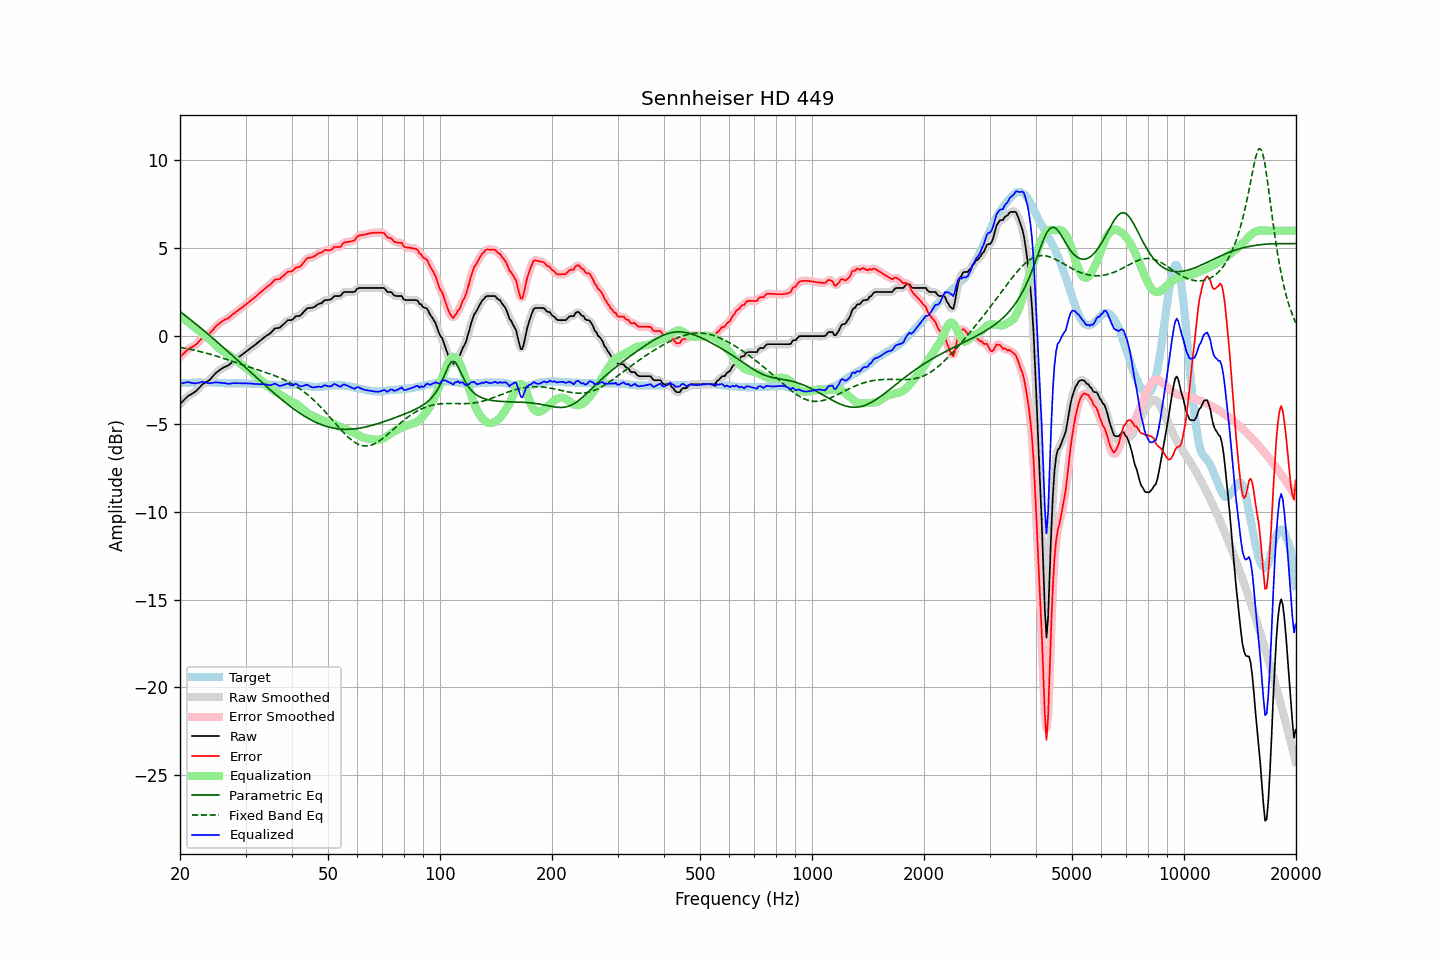 Sennheiser HD 449
Amplitude (dBr)
10
5
0
−5
−10
−15
−20
−25
Target
Raw Smoothed
Error Smoothed
Raw
Error
Equalization
Parametric Eq
Fixed Band Eq
Equalized
20 50 100 200 500 1000 2000 5000 10000 20000
Frequency (Hz)